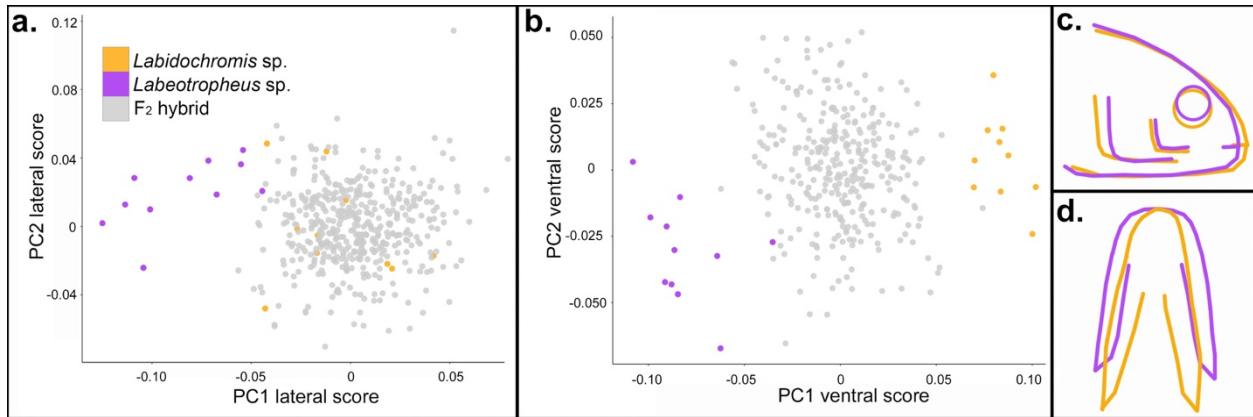 a.
0.12
0.08
0.04
0
-0.04
PC2 lateral score
Labidochromis sp.
Labeotropheus sp.
F₂ hybrid
-0.10
-0.05
0
0.05
PC1 lateral score
b.
0.050
0.025
0
-0.025
-0.050
PC2 ventral score
-0.10
-0.05
0
0.05
0.10
PC1 ventral score
c.
d.